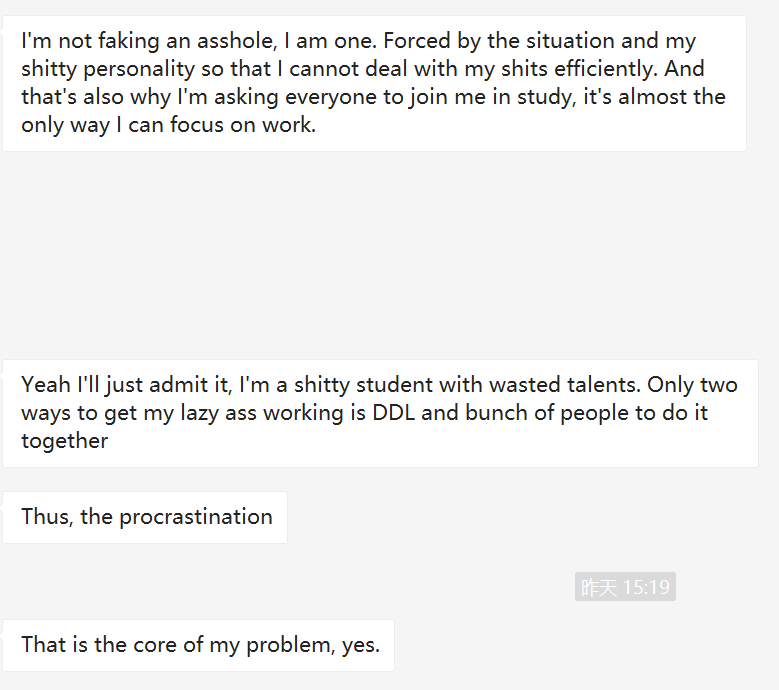 I'm not faking an asshole, I am one. Forced by the situation and my
shitty personality so that I cannot deal with my shits efficiently. And
that's also why I'm asking everyone to join me in study, it's almost the
only way I can focus on work.
Yeah I'll just admit it, I'm a shitty student with wasted talents. Only two
ways to get my lazy ass working is DDL and bunch of people to do it
together
Thus, the procrastination
昨天 15:19
That is the core of my problem, yes.